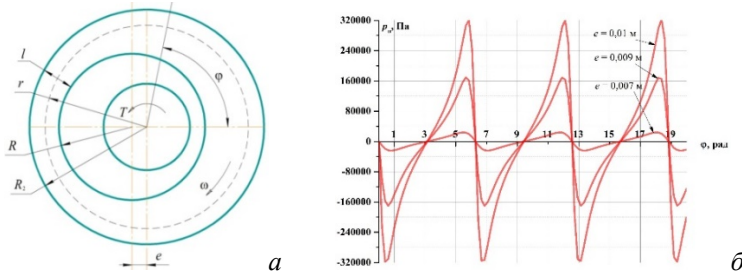 l
r
R
R₁
T
φ
ω
e
а
pи, Па
320000
240000
160000
80000
0
-80000
-160000
-240000
-320000
1 3 5 7 9 11 13 15 17 19
φ, рад
e = 0,01 м
e = 0,009 м
e = 0,007 м
б